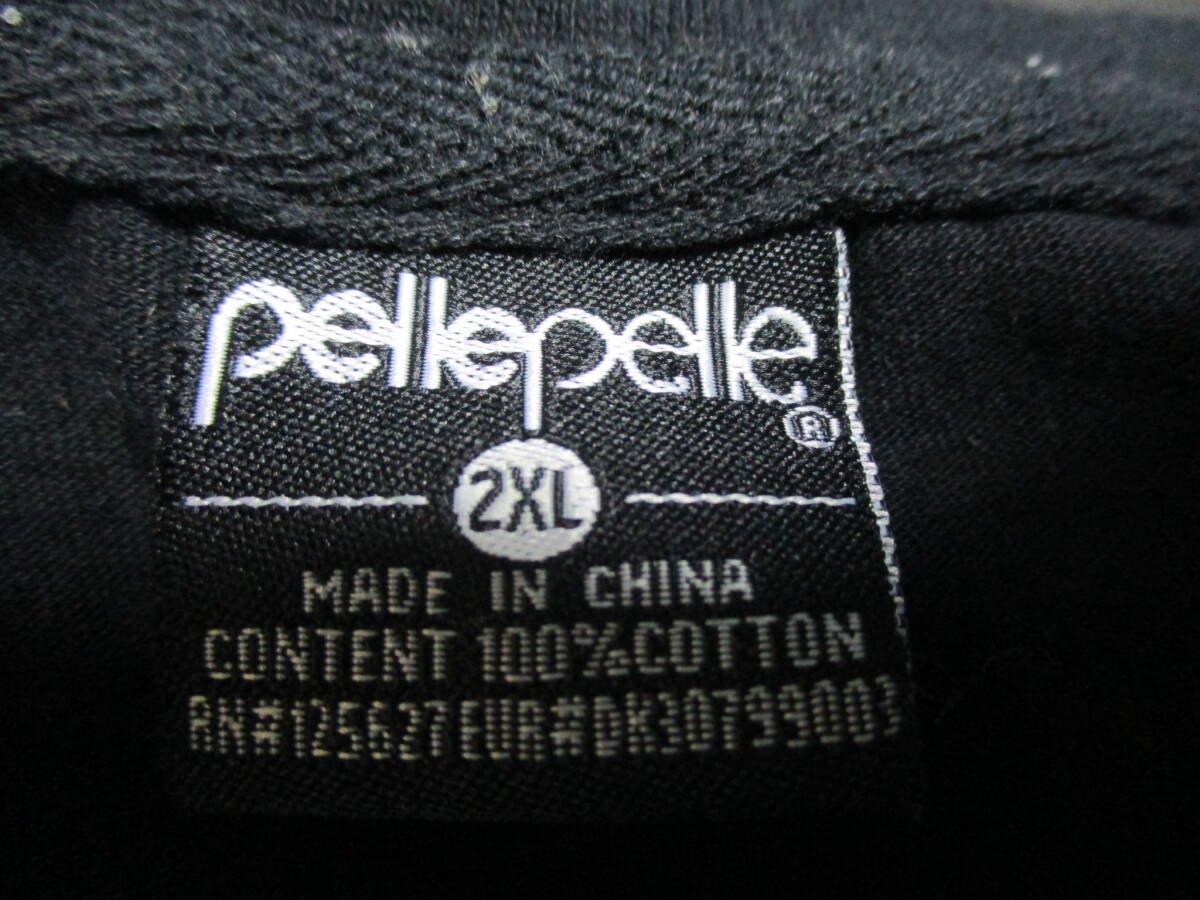 pellepelle®
2XL
MADE IN CHINA
CONTENT 100%COTTON
RN#125627EUR#DK30799003